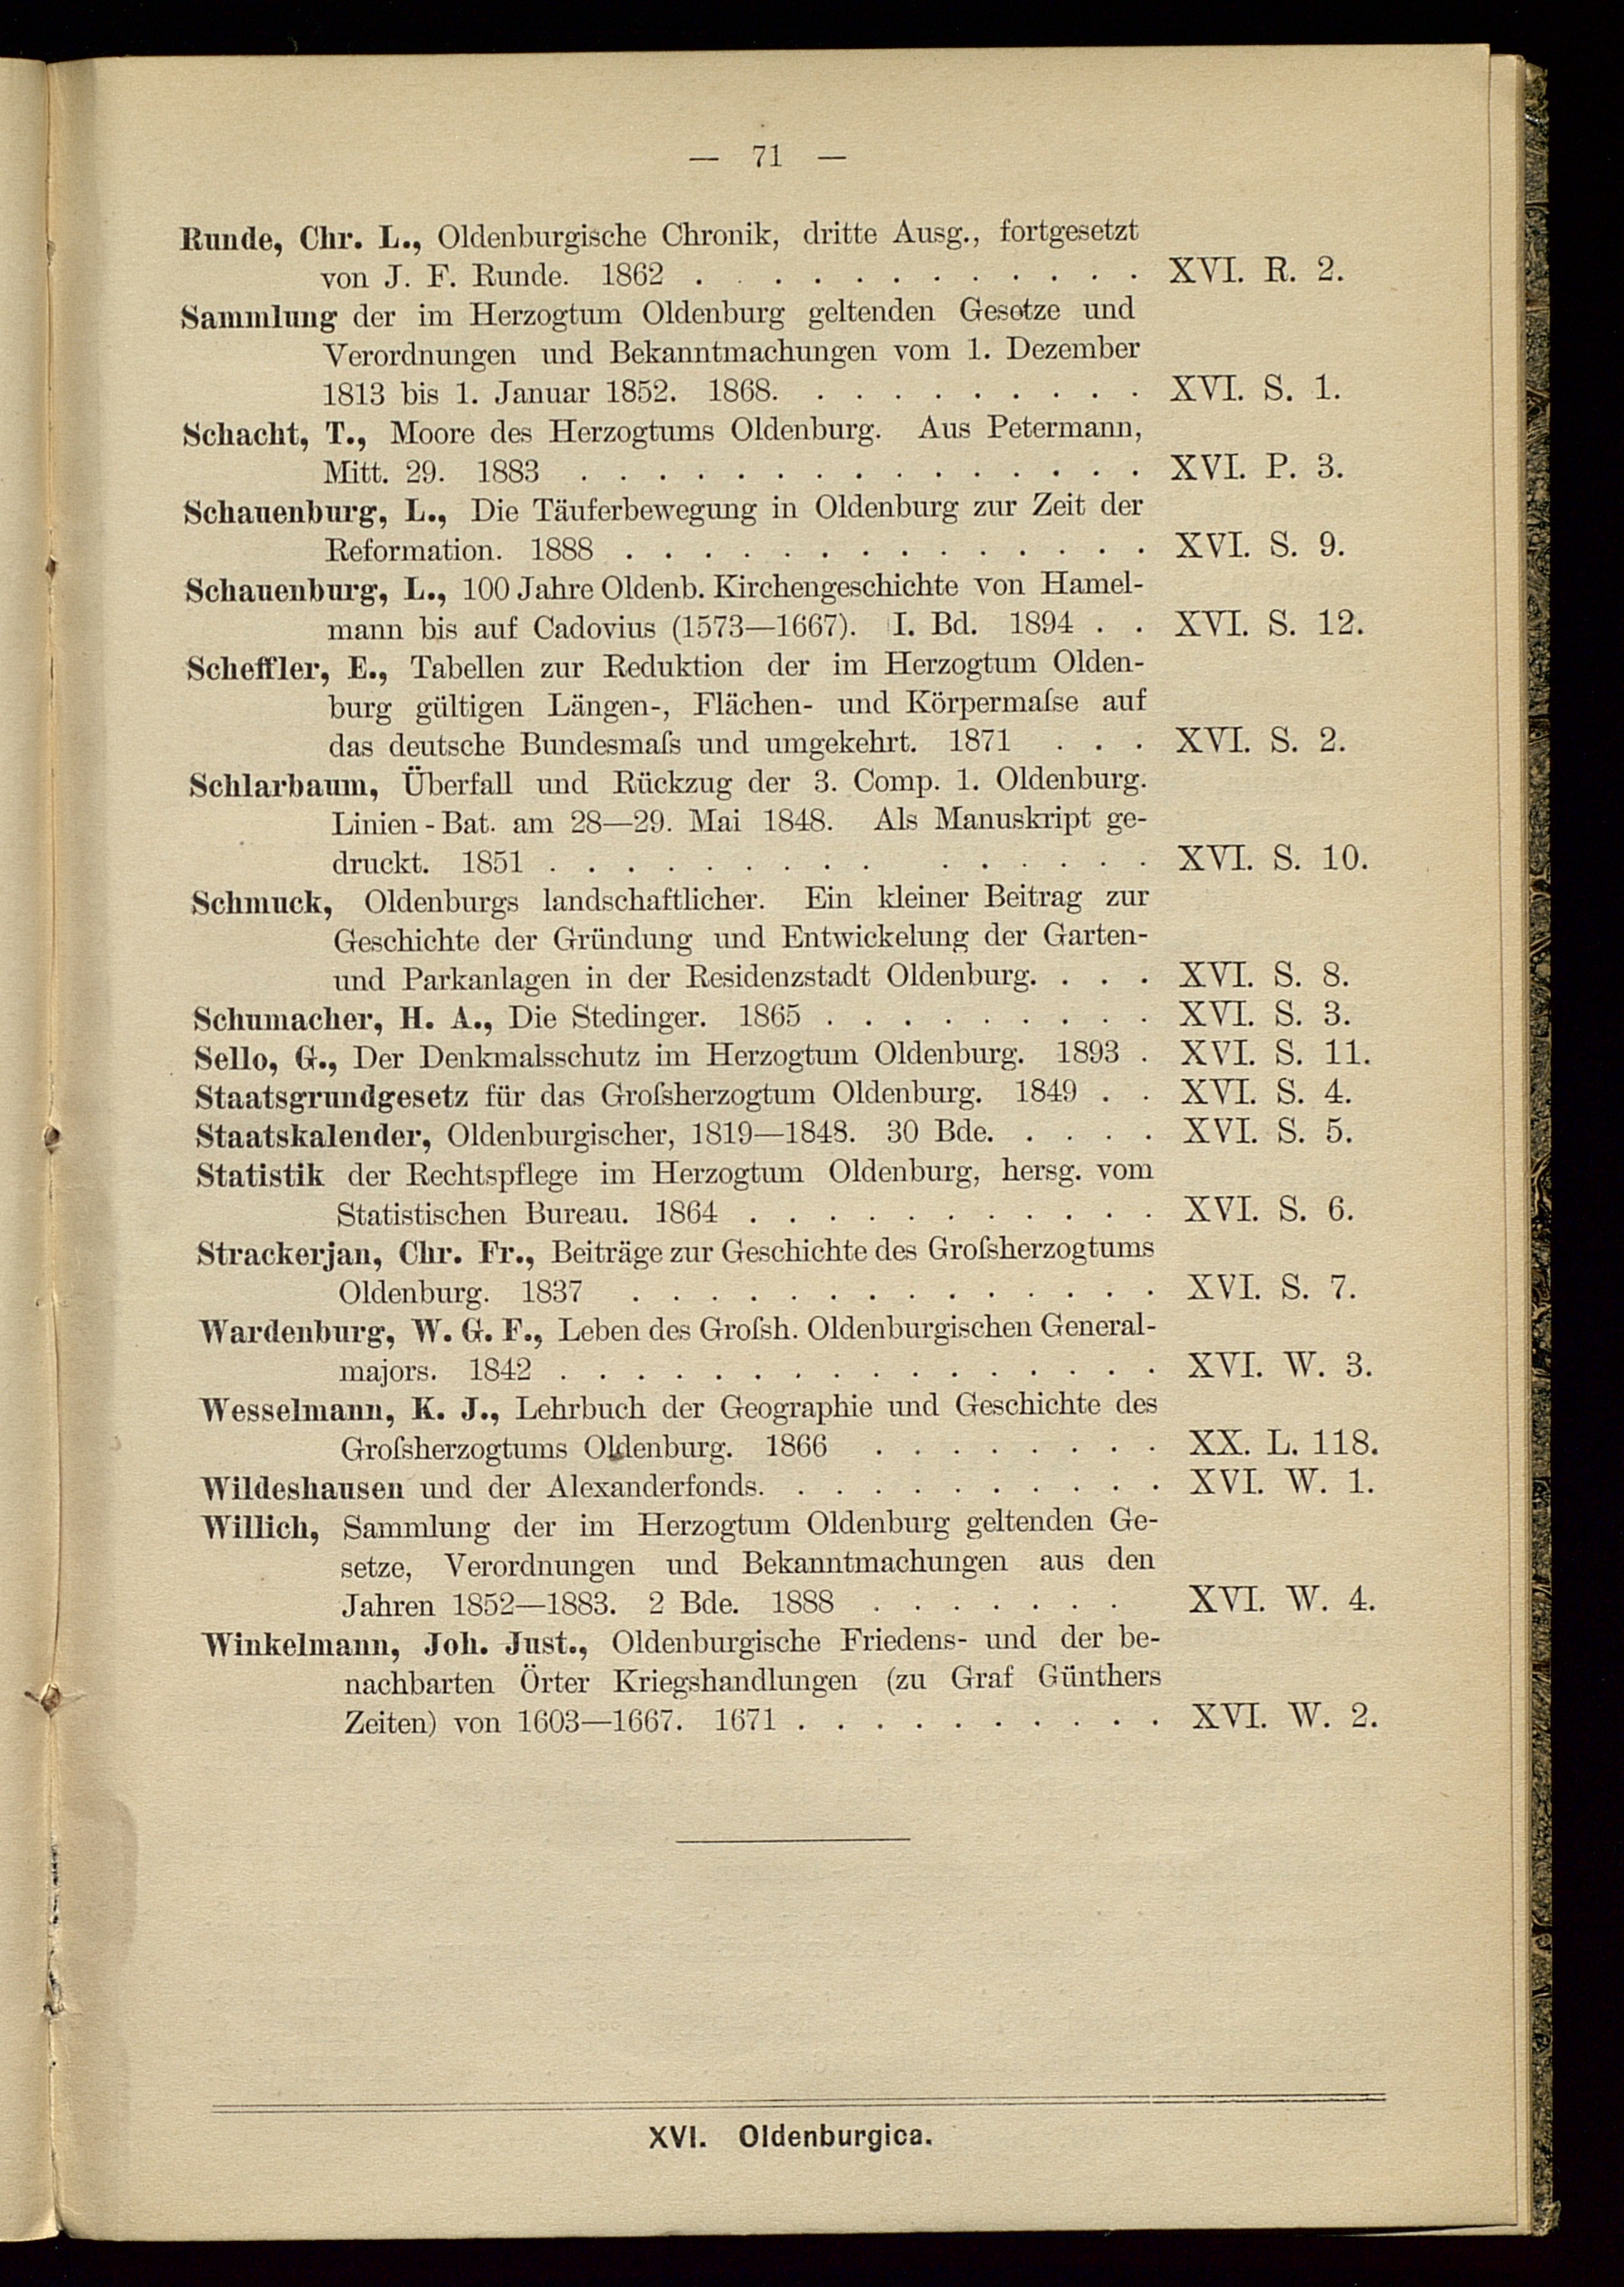 — 71 —
Runde, Chr. L., Oldenburgische Chronik, dritte Ausg., fortgesetzt
von J. F. Runde. 1862 . . . . . . . . . . . . XVI. R. 2.
Sammlung der im Herzogtum Oldenburg geltenden Gesetze und
Verordnungen und Bekanntmachungen vom 1. Dezember
1813 bis 1. Januar 1852. 1868. . . . . . . . . . XVI. S. 1.
Schacht, T., Moore des Herzogtums Oldenburg. Aus Petermann,
Mitt. 29. 1883 . . . . . . . . . . . . . . . XVI. P. 3.
Schauenburg, L., Die Täuferbewegung in Oldenburg zur Zeit der
Reformation. 1888 . . . . . . . . . . . . . . XVI. S. 9.
Schauenburg, L., 100 Jahre Oldenb. Kirchengeschichte von Hamel-
mann bis auf Cadovius (1573—1667). I. Bd. 1894 . . XVI. S. 12.
Scheffler, E., Tabellen zur Reduktion der im Herzogtum Olden-
burg gültigen Längen-, Flächen- und Körpermaſse auf
das deutsche Bundesmaſs und umgekehrt. 1871 . . . XVI. S. 2.
Schlarbaum, Überfall und Rückzug der 3. Comp. 1. Oldenburg.
Linien-Bat. am 28—29. Mai 1848. Als Manuskript ge-
druckt. 1851 . . . . . . . . . . . . . . . XVI. S. 10.
Schmuck, Oldenburgs landschaftlicher. Ein kleiner Beitrag zur
Geschichte der Gründung und Entwickelung der Garten-
und Parkanlagen in der Residenzstadt Oldenburg. . . . XVI. S. 8.
Schumacher, H. A., Die Stedinger. 1865 . . . . . . . . . XVI. S. 3.
Sello, G., Der Denkmalsschutz im Herzogtum Oldenburg. 1893 . XVI. S. 11.
Staatsgrundgesetz für das Groſsherzogtum Oldenburg. 1849 . . XVI. S. 4.
Staatskalender, Oldenburgischer, 1819—1848. 30 Bde. . . . . XVI. S. 5.
Statistik der Rechtspflege im Herzogtum Oldenburg, hersg. vom
Statistischen Bureau. 1864 . . . . . . . . . . . XVI. S. 6.
Strackerjan, Chr. Fr., Beiträge zur Geschichte des Groſsherzogtums
Oldenburg. 1837 . . . . . . . . . . . . . . XVI. S. 7.
Wardenburg, W. G. F., Leben des Groſsh. Oldenburgischen General-
majors. 1842 . . . . . . . . . . . . . . . . XVI. W. 3.
Wesselmann, K. J., Lehrbuch der Geographie und Geschichte des
Groſsherzogtums Oldenburg. 1866 . . . . . . . . XX. L. 118.
Wildeshausen und der Alexanderfonds. . . . . . . . . . . XVI. W. 1.
Willich, Sammlung der im Herzogtum Oldenburg geltenden Ge-
setze, Verordnungen und Bekanntmachungen aus den
Jahren 1852—1883. 2 Bde. 1888 . . . . . . . XVI. W. 4.
Winkelmann, Joh. Just., Oldenburgische Friedens- und der be-
nachbarten Örter Kriegshandlungen (zu Graf Günthers
Zeiten) von 1603—1667. 1671 . . . . . . . . . . XVI. W. 2.
XVI. Oldenburgica.